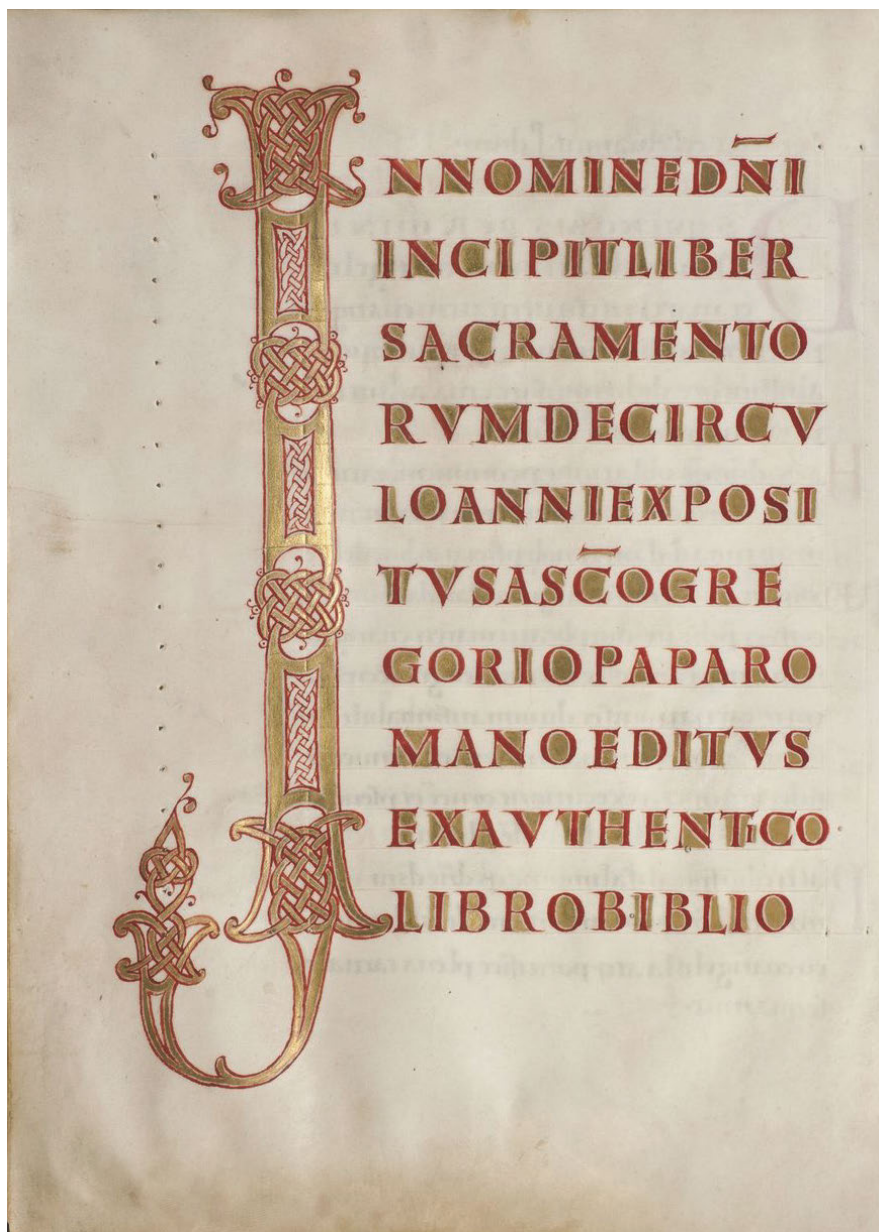 INNOMINEDN̅I
INCIPITLIBER
SACRAMENTO
RVMDECIRCV
LOANNIEXPOSI
TVSASC̅OGRE
GORIOPAPARO
MANOEDITVS
EXAVTHENTICO
LIBROBIBLIO